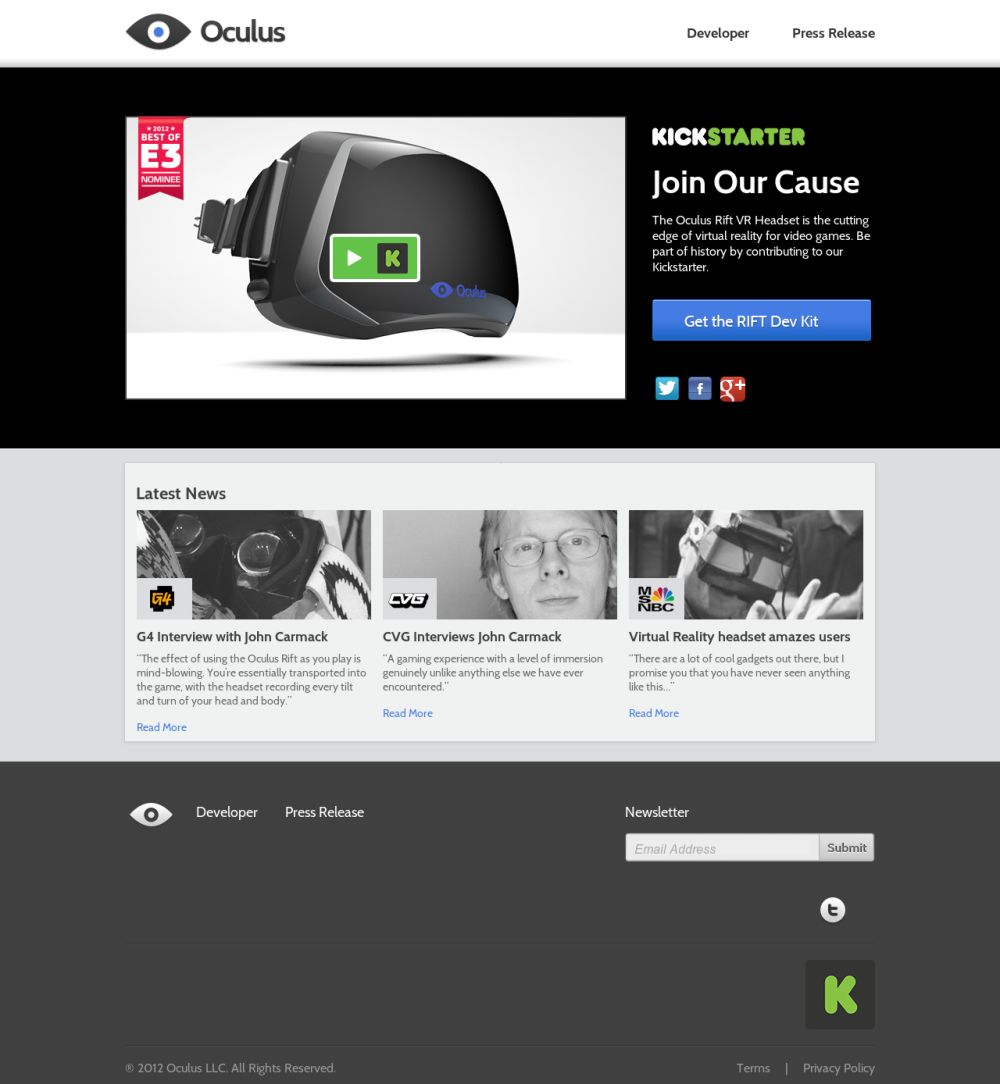 Oculus
Developer
Press Release
2012
BEST OF
E3
NOMINEE
K
Oculus
KICKSTARTER
Join Our Cause
The Oculus Rift VR Headset is the cutting
edge of virtual reality for video games. Be
part of history by contributing to our
Kickstarter.
Get the RIFT Dev Kit
f
g+
Latest News
G4
CVG
MSNBC
G4 Interview with John Carmack
"The effect of using the Oculus Rift as you play is
mind-blowing. You're essentially transported into
the game, with the headset recording every tilt
and turn of your head and body."
Read More
CVG Interviews John Carmack
"A gaming experience with a level of immersion
genuinely unlike anything else we have ever
encountered."
Read More
Virtual Reality headset amazes users
"There are a lot of cool gadgets out there, but I
promise you that you have never seen anything
like this..."
Read More
Developer
Press Release
Newsletter
Email Address
Submit
t
K
® 2012 Oculus LLC. All Rights Reserved.
Terms | Privacy Policy